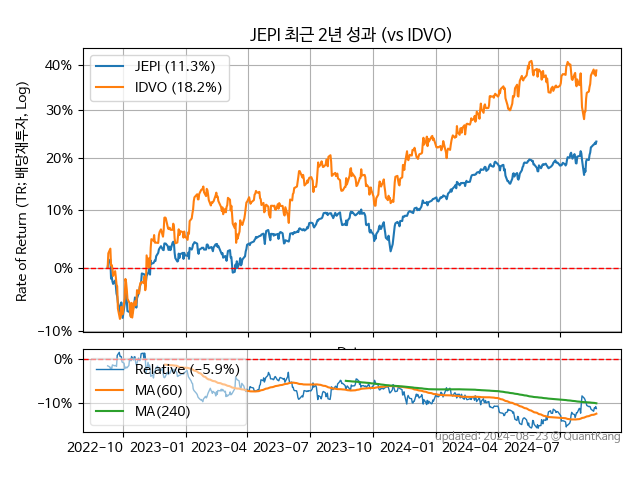 JEPI 최근 2년 성과 (vs IDVO)
Rate of Return (TR: 배당재투자, Log)
40%
30%
20%
10%
0%
−10%
JEPI (11.3%)
IDVO (18.2%)
0%
−10%
Relative (−5.9%)
MA(60)
MA(240)
2022-10
2023-01
2023-04
2023-07
2023-10
2024-01
2024-04
2024-07
updated: 2024-08-23 © QuantKang